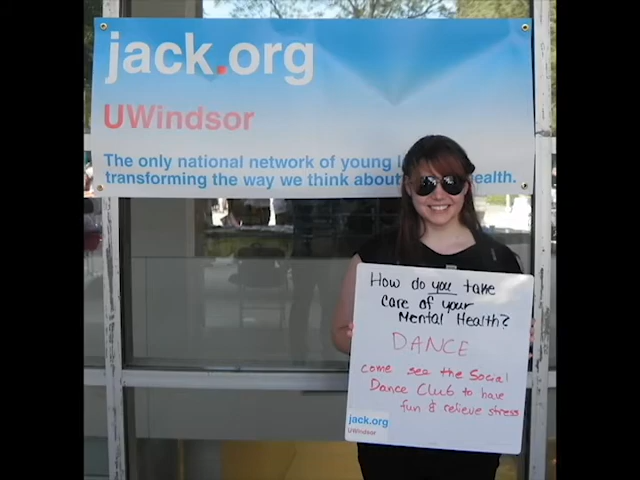 jack.org
UWindsor
The only national network of young l
transforming the way we think about ealth.
How do you take
care of your
Mental Health?
DANCE
come see the Social
Dance Club to have
fun & relieve stress
jack.org
UWindsor